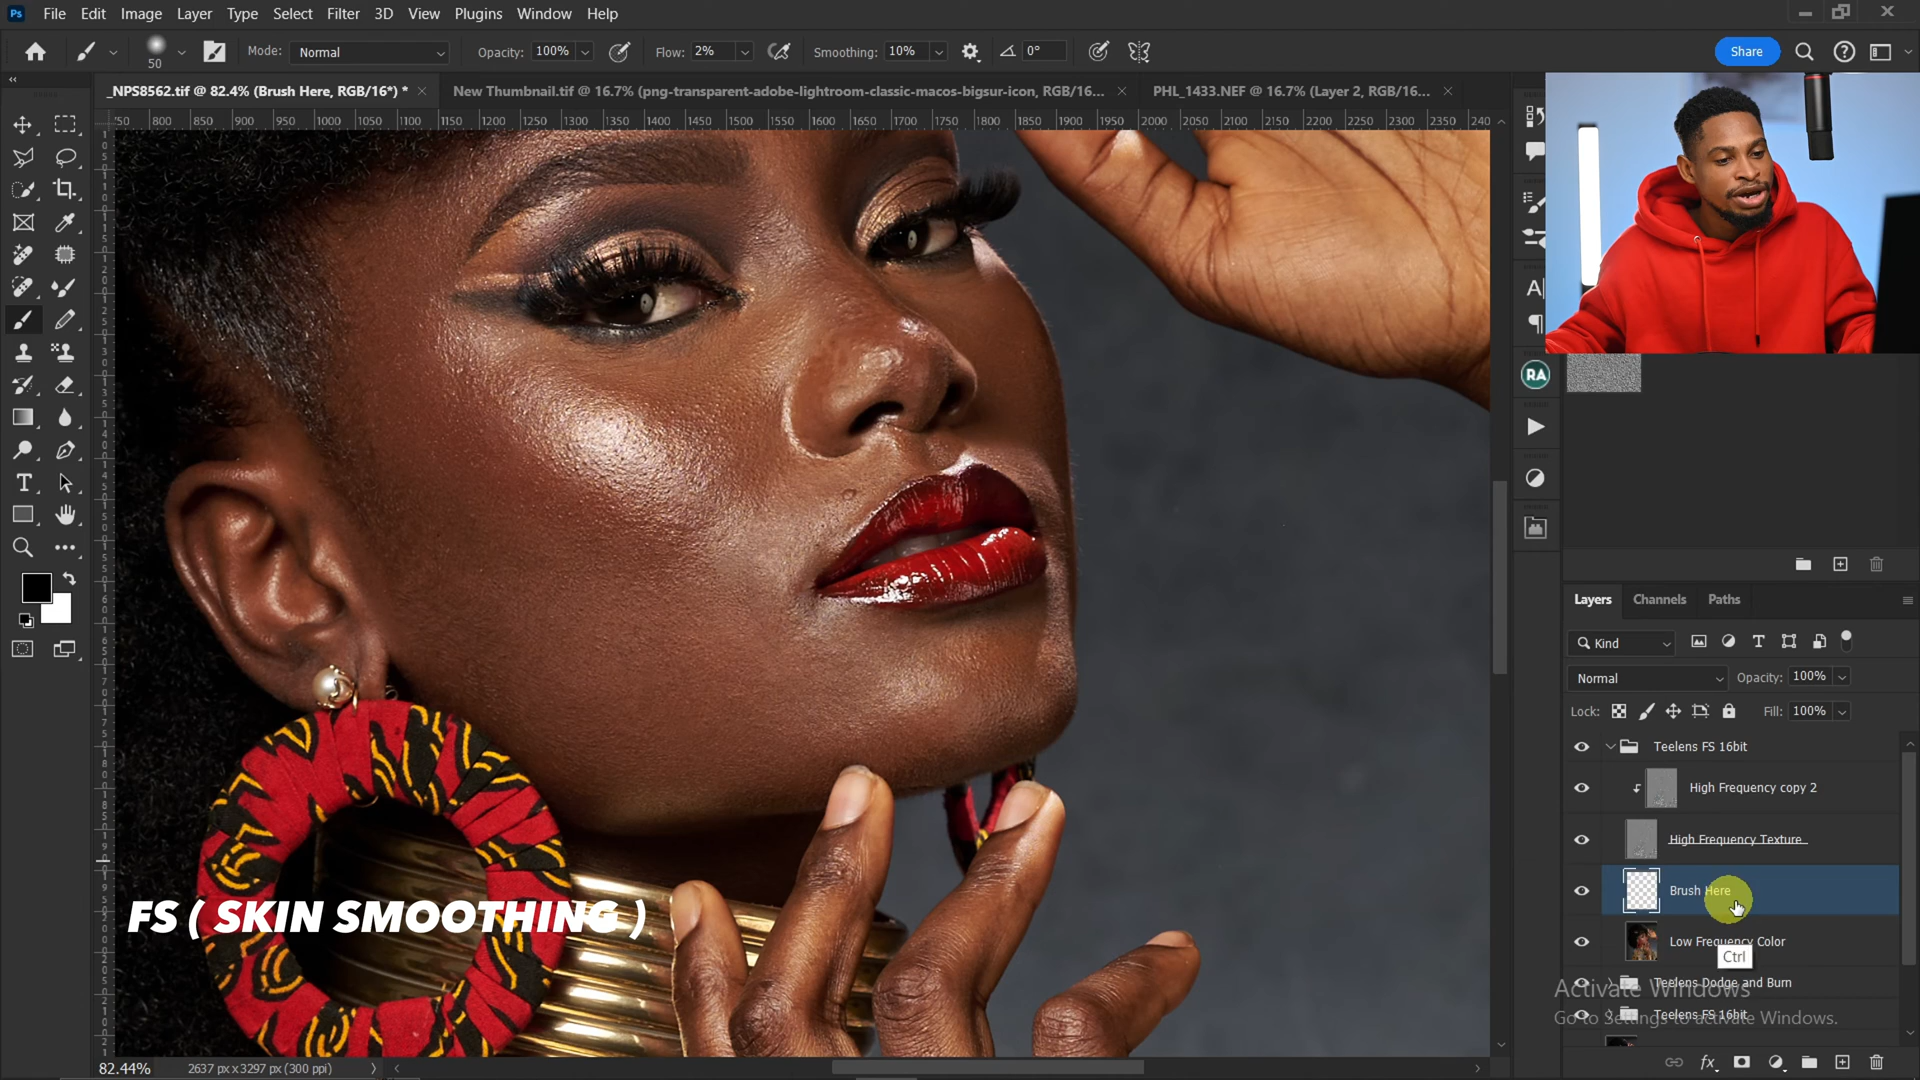 Ps File Edit Image Layer Type Select Filter 3D View Plugins Window Help
50 Mode: Normal Opacity: 100% Flow: 2% Smoothing: 10% 0° Share
_NPS8562.tif @ 82.4% (Brush Here, RGB/16*) * New Thumbnail.tif @ 16.7% (png-transparent-adobe-lightroom-classic-macos-bigsur-icon, RGB/16... PHL_1433.NEF @ 16.7% (Layer 2, RGB/16...
750 800 850 900 950 1000 1050 1100 1150 1200 1250 1300 1350 1400 1450 1500 1550 1600 1650 1700 1750 1800 1850 1900 1950 2000 2050 2100 2150 2200 2250 2300 2350 2400
RA
Layers Channels Paths
Kind
Normal Opacity: 100%
Lock: Fill: 100%
Teelens FS 16bit
High Frequency copy 2
High Frequency Texture
Brush Here
Low Frequency Color
Ctrl
Teelens Dodge and Burn
Teelens FS 16bit
Activate Windows
Go to Settings to activate Windows.
FS ( SKIN SMOOTHING )
82.44% 2637 px x 3297 px (300 ppi)